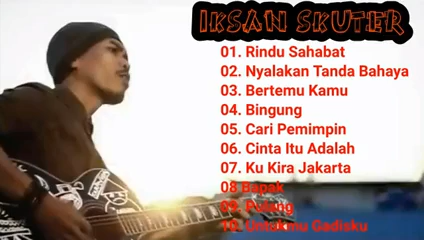 IKSAN SKUTER
01. Rindu Sahabat
02. Nyalakan Tanda Bahaya
03. Bertemu Kamu
04. Bingung
05. Cari Pemimpin
06. Cinta Itu Adalah
07. Ku Kira Jakarta
08 Bapak
09. Pulang
10. Untukmu Gadisku